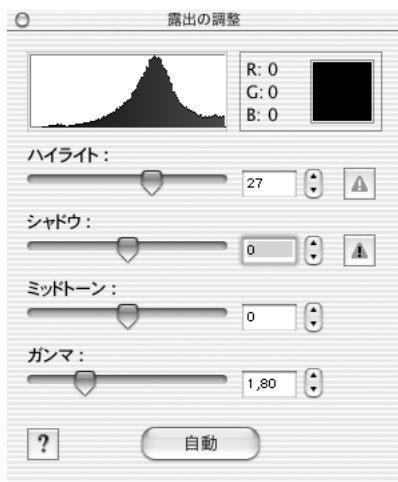 露出の調整
R: 0
G: 0
B: 0
ハイライト :
27
シャドウ :
0
ミッドトーン :
0
ガンマ :
1,80
?
自動